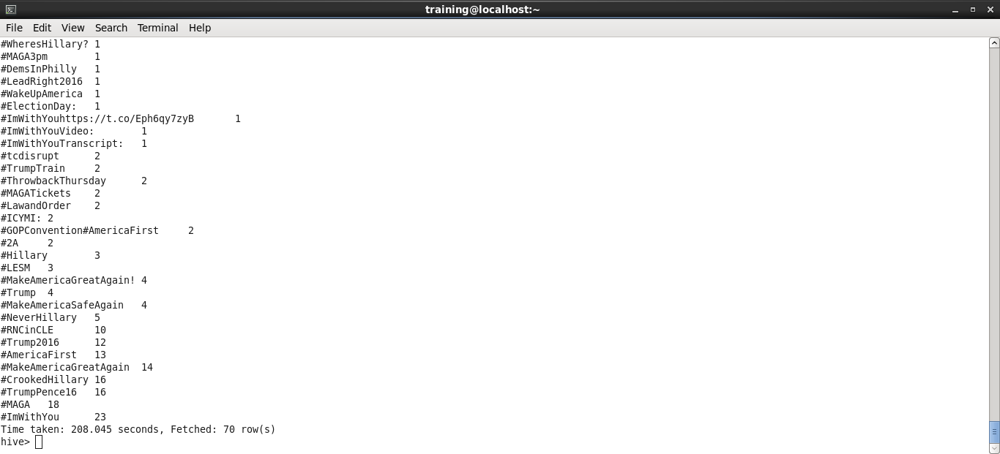 training@localhost:~
File Edit View Search Terminal Help
#WheresHillary? 1
#MAGA3pm 1
#DemsInPhilly 1
#LeadRight2016 1
#WakeUpAmerica 1
#ElectionDay: 1
#ImWithYouhttps://t.co/Eph6qy7zyB 1
#ImWithYouVideo: 1
#ImWithYouTranscript: 1
#tcdisrupt 2
#TrumpTrain 2
#ThrowbackThursday 2
#MAGATickets 2
#LawandOrder 2
#ICYMI: 2
#GOPConvention#AmericaFirst 2
#2A 2
#Hillary 3
#LESM 3
#MakeAmericaGreatAgain! 4
#Trump 4
#MakeAmericaSafeAgain 4
#NeverHillary 5
#RNCinCLE 10
#Trump2016 12
#AmericaFirst 13
#MakeAmericaGreatAgain 14
#CrookedHillary 16
#TrumpPence16 16
#MAGA 18
#ImWithYou 23
Time taken: 208.045 seconds, Fetched: 70 row(s)
hive>